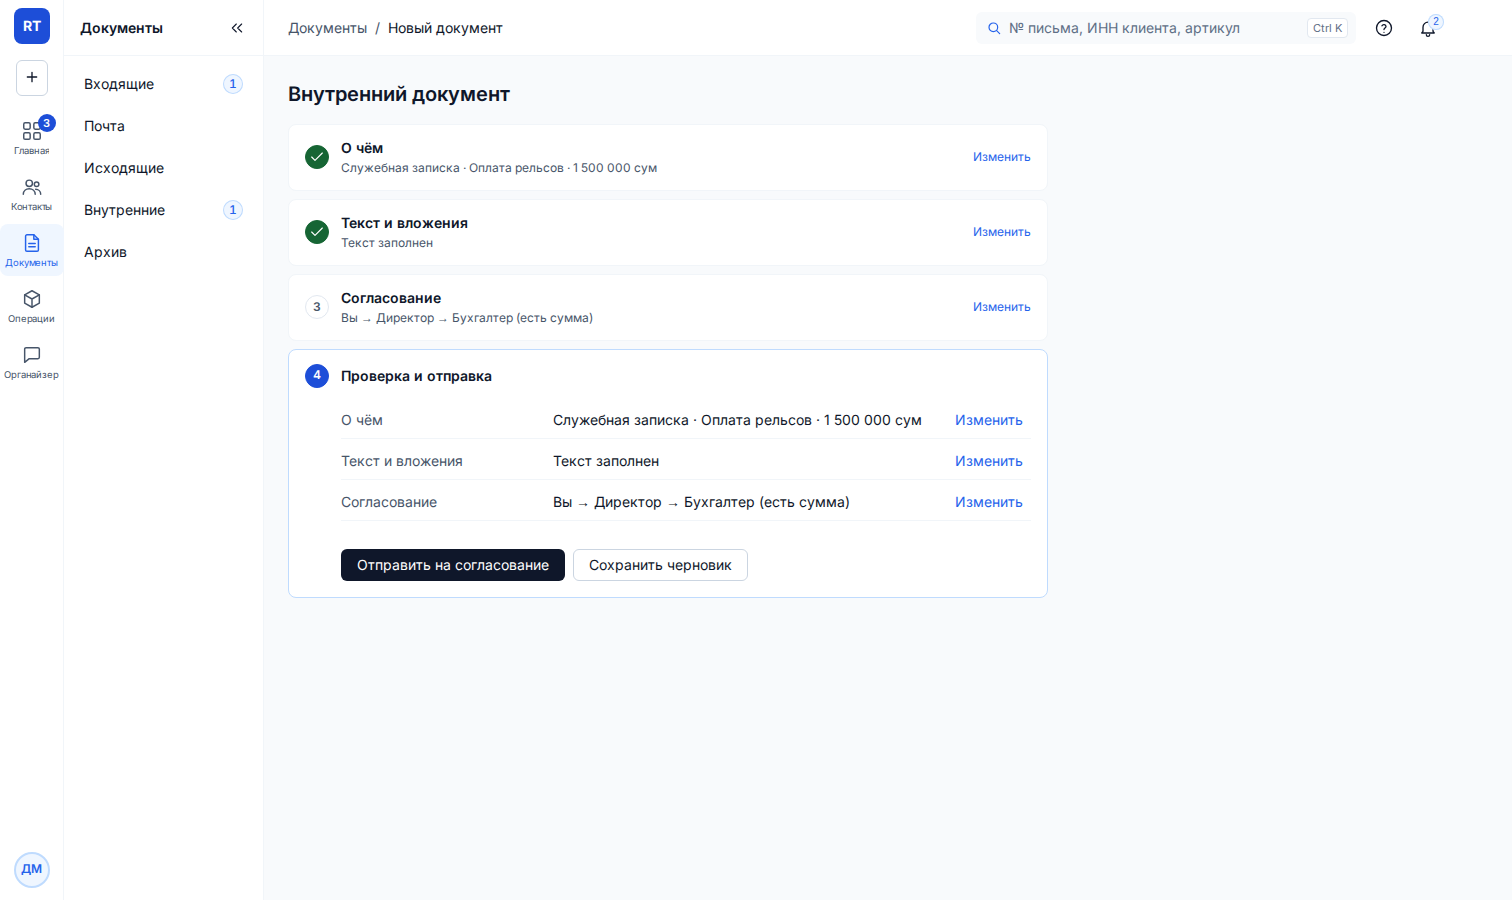 RT
Документы
Документы / Новый документ
№ письма, ИНН клиента, артикул
Ctrl K
2
3
Главная
Контакты
Документы
Операции
Органайзер
ДМ
Входящие 1
Почта
Исходящие
Внутренние 1
Архив
Внутренний документ
О чём
Служебная записка · Оплата рельсов · 1 500 000 сум
Изменить
Текст и вложения
Текст заполнен
Изменить
3
Согласование
Вы → Директор → Бухгалтер (есть сумма)
Изменить
4
Проверка и отправка
О чём Служебная записка · Оплата рельсов · 1 500 000 сум Изменить
Текст и вложения Текст заполнен Изменить
Согласование Вы → Директор → Бухгалтер (есть сумма) Изменить
Отправить на согласование Сохранить черновик